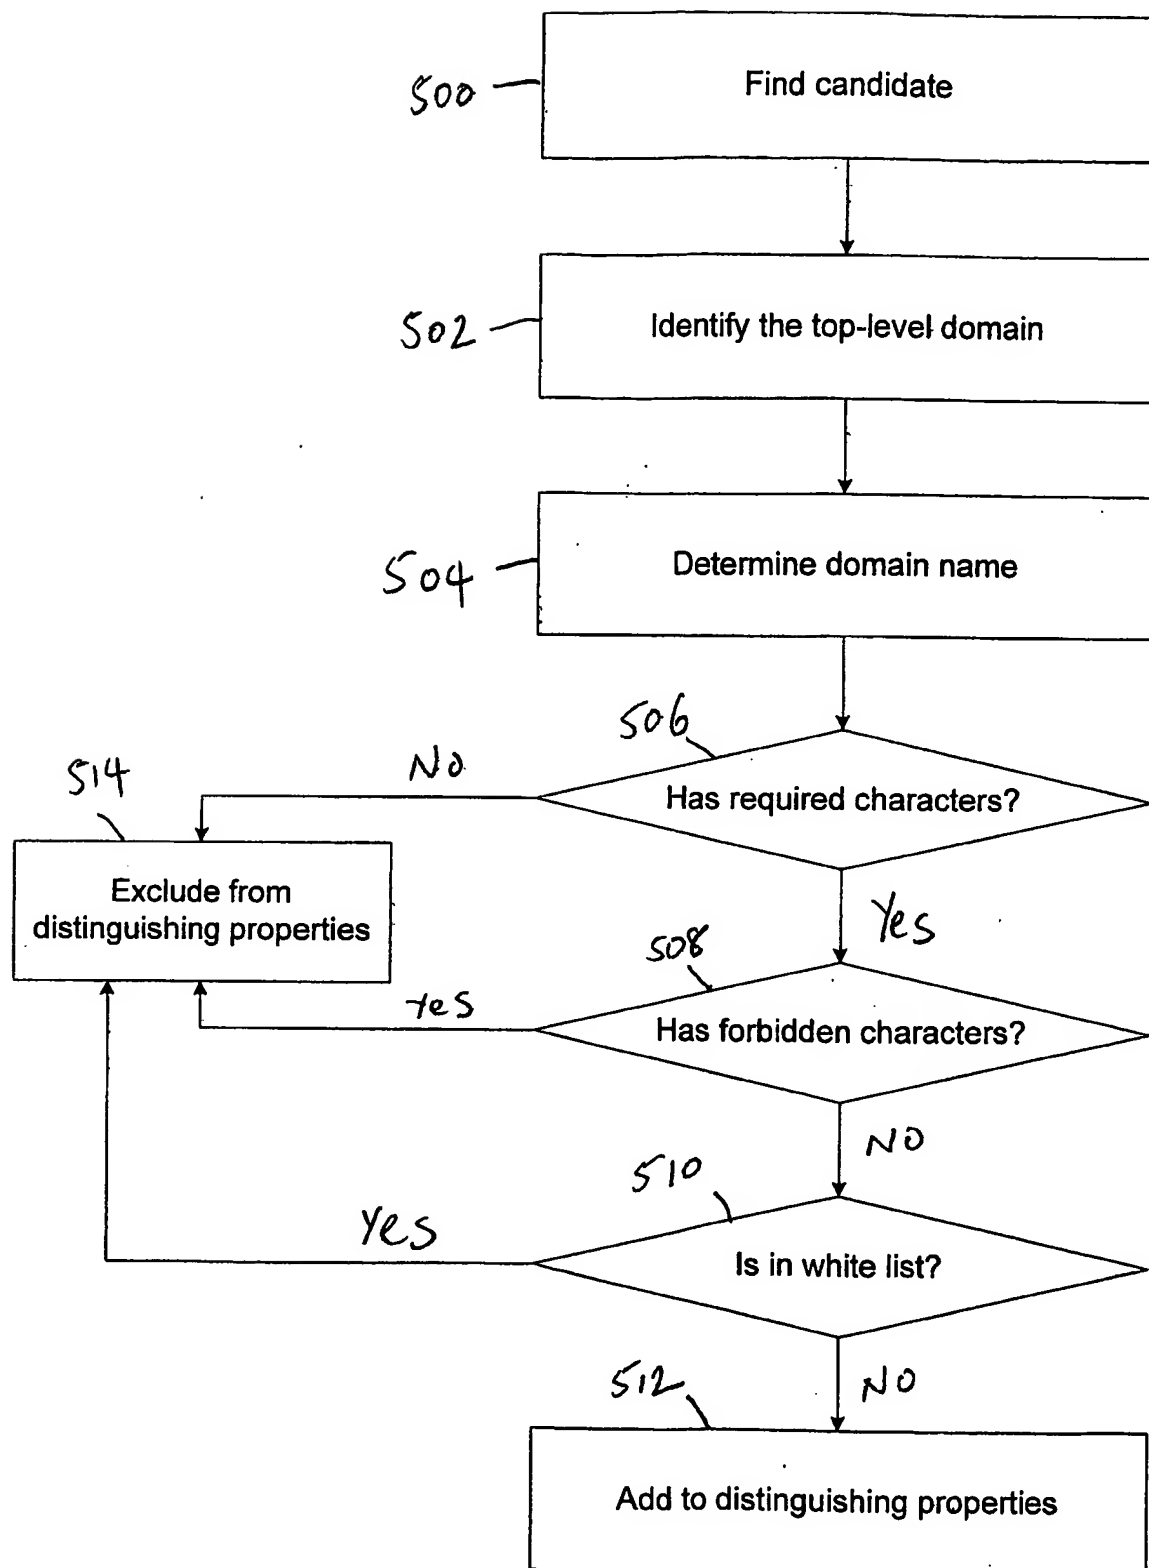 500
Find candidate
502
Identify the top-level domain
504
Determine domain name
506
No
514
Has required characters?
Exclude from
distinguishing properties
Yes
508
Yes
Has forbidden characters?
NO
510
Yes
Is in white list?
512
NO
Add to distinguishing properties